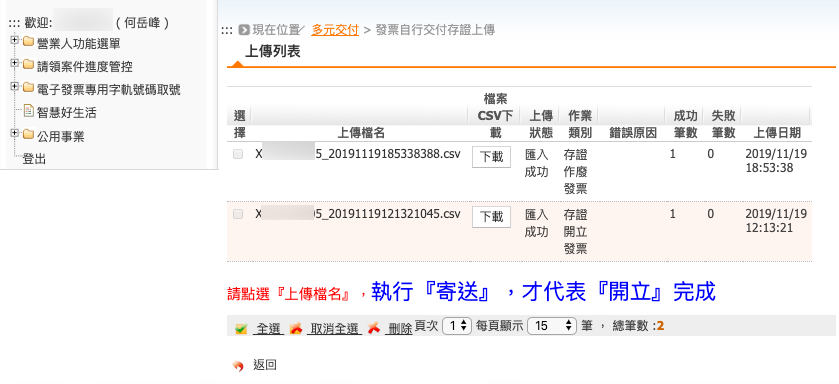 ::: 歡迎: ( 何岳峰 )
營業人功能選單
請領案件進度管控
電子發票專用字軌號碼取號
智慧好生活
公用事業
登出
::: 現在位置／ 多元交付 > 發票自行交付存證上傳
上傳列表
選擇 上傳檔名 檔案CSV下載 上傳狀態 作業類別 錯誤原因 成功筆數 失敗筆數 上傳日期
X 5_20191119185338388.csv 下載 匯入成功 存證作廢發票 1 0 2019/11/19 18:53:38
X 05_20191119121321045.csv 下載 匯入成功 存證開立發票 1 0 2019/11/19 12:13:21
請點選『上傳檔名』，執行『寄送』，才代表『開立』完成
全選 取消全選 刪除 頁次 1 每頁顯示 15 筆 ， 總筆數 :2
返回